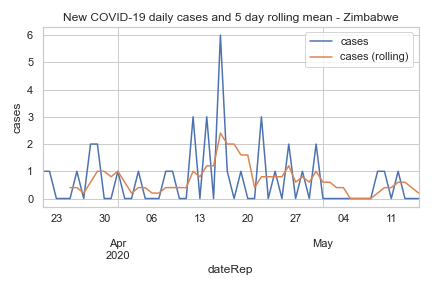 New COVID-19 daily cases and 5 day rolling mean - Zimbabwe
cases
cases (rolling)
6
5
4
3
2
1
0
cases
23 30 06 13 20 27 04 11
Apr May
2020
dateRep